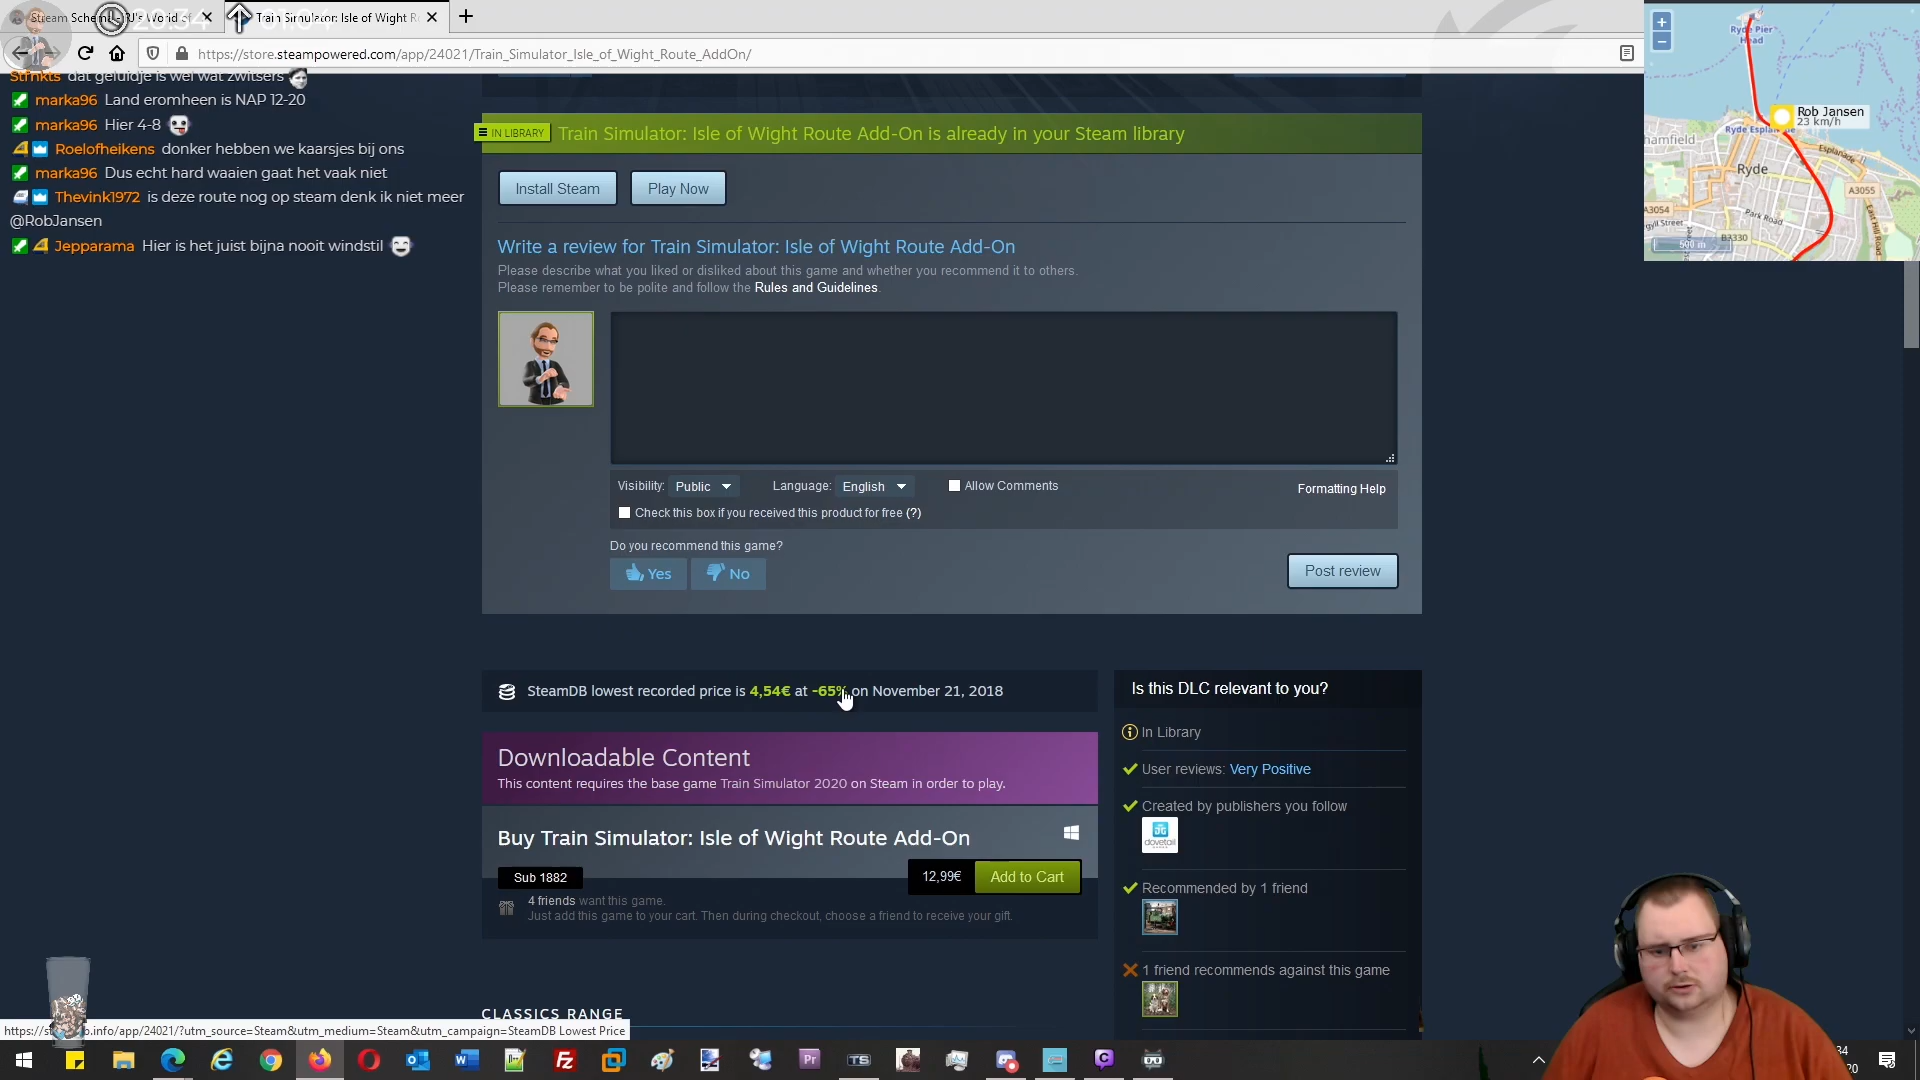 Train Simulator: Isle of Wight R
https://store.steampowered.com/app/24021/Train_Simulator_Isle_of_Wight_Route_AddOn/
Stfnkts dat geluidje is wel wat zwitsers
marka96 Land eromheen is NAP 12-20
marka96 Hier 4-8
Roelofheikens donker hebben we kaarsjes bij ons
marka96 Dus echt hard waaien gaat het vaak niet
Thevink1972 is deze route nog op steam denk ik niet meer
@RobJansen
Jepparama Hier is het juist bijna nooit windstil
IN LIBRARY
Train Simulator: Isle of Wight Route Add-On is already in your Steam library
Install Steam
Play Now
Write a review for Train Simulator: Isle of Wight Route Add-On
Please describe what you liked or disliked about this game and whether you recommend it to others.
Please remember to be polite and follow the Rules and Guidelines.
Visibility: Public
Language: English
Allow Comments
Formatting Help
Check this box if you received this product for free (?)
Do you recommend this game?
Yes
No
Post review
SteamDB lowest recorded price is 4,54€ at -65% on November 21, 2018
Downloadable Content
This content requires the base game Train Simulator 2020 on Steam in order to play.
Buy Train Simulator: Isle of Wight Route Add-On
Sub 1882
12,99€
Add to Cart
4 friends want this game.
Just add this game to your cart. Then during checkout, choose a friend to receive your gift.
CLASSICS RANGE
Is this DLC relevant to you?
In Library
User reviews: Very Positive
Created by publishers you follow
dovetail
Recommended by 1 friend
1 friend recommends against this game
Ryde Pier
Head
Rob Jansen
23 km/h
Ryde
Esplanade
A3055
A3054
Park Road
B3330
East Hill Road
500 m
Pr
TS